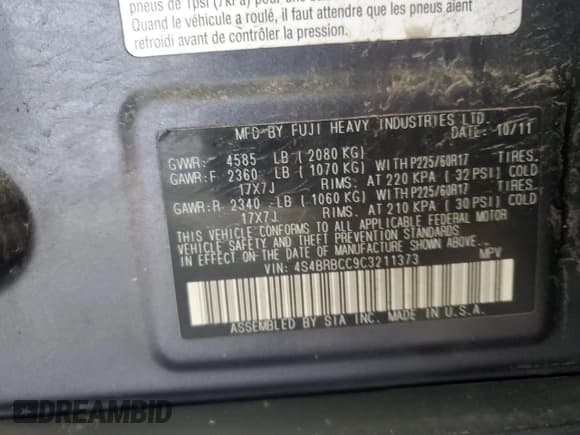 pneus de 1psi (7kPa) pour
Quand le véhicule a roulé, il faut attendre que les pneus aient
refroidi avant de contrôler la pression.
MFD BY FUJI HEAVY INDUSTRIES LTD.
DATE: 10/11
GVWR: 4585 LB (2080 KG)
GAWR:F 2360 LB (1070 KG) WITH P225/60R17 TIRES.
17X7J RIMS. AT 220 KPA (32 PSI) COLD
GAWR:R 2340 LB (1060 KG) WITH P225/60R17 TIRES.
17X7J RIMS. AT 210 KPA (30 PSI) COLD
THIS VEHICLE CONFORMS TO ALL APPLICABLE FEDERAL MOTOR
VEHICLE SAFETY AND THEFT PREVENTION STANDARDS
IN EFFECT ON THE DATE OF MANUFACTURE SHOWN ABOVE.
VIN: 4S4BRBCC9C3211373 MPV
ASSEMBLED BY SIA INC. MADE IN U.S.A.
DREAMBID